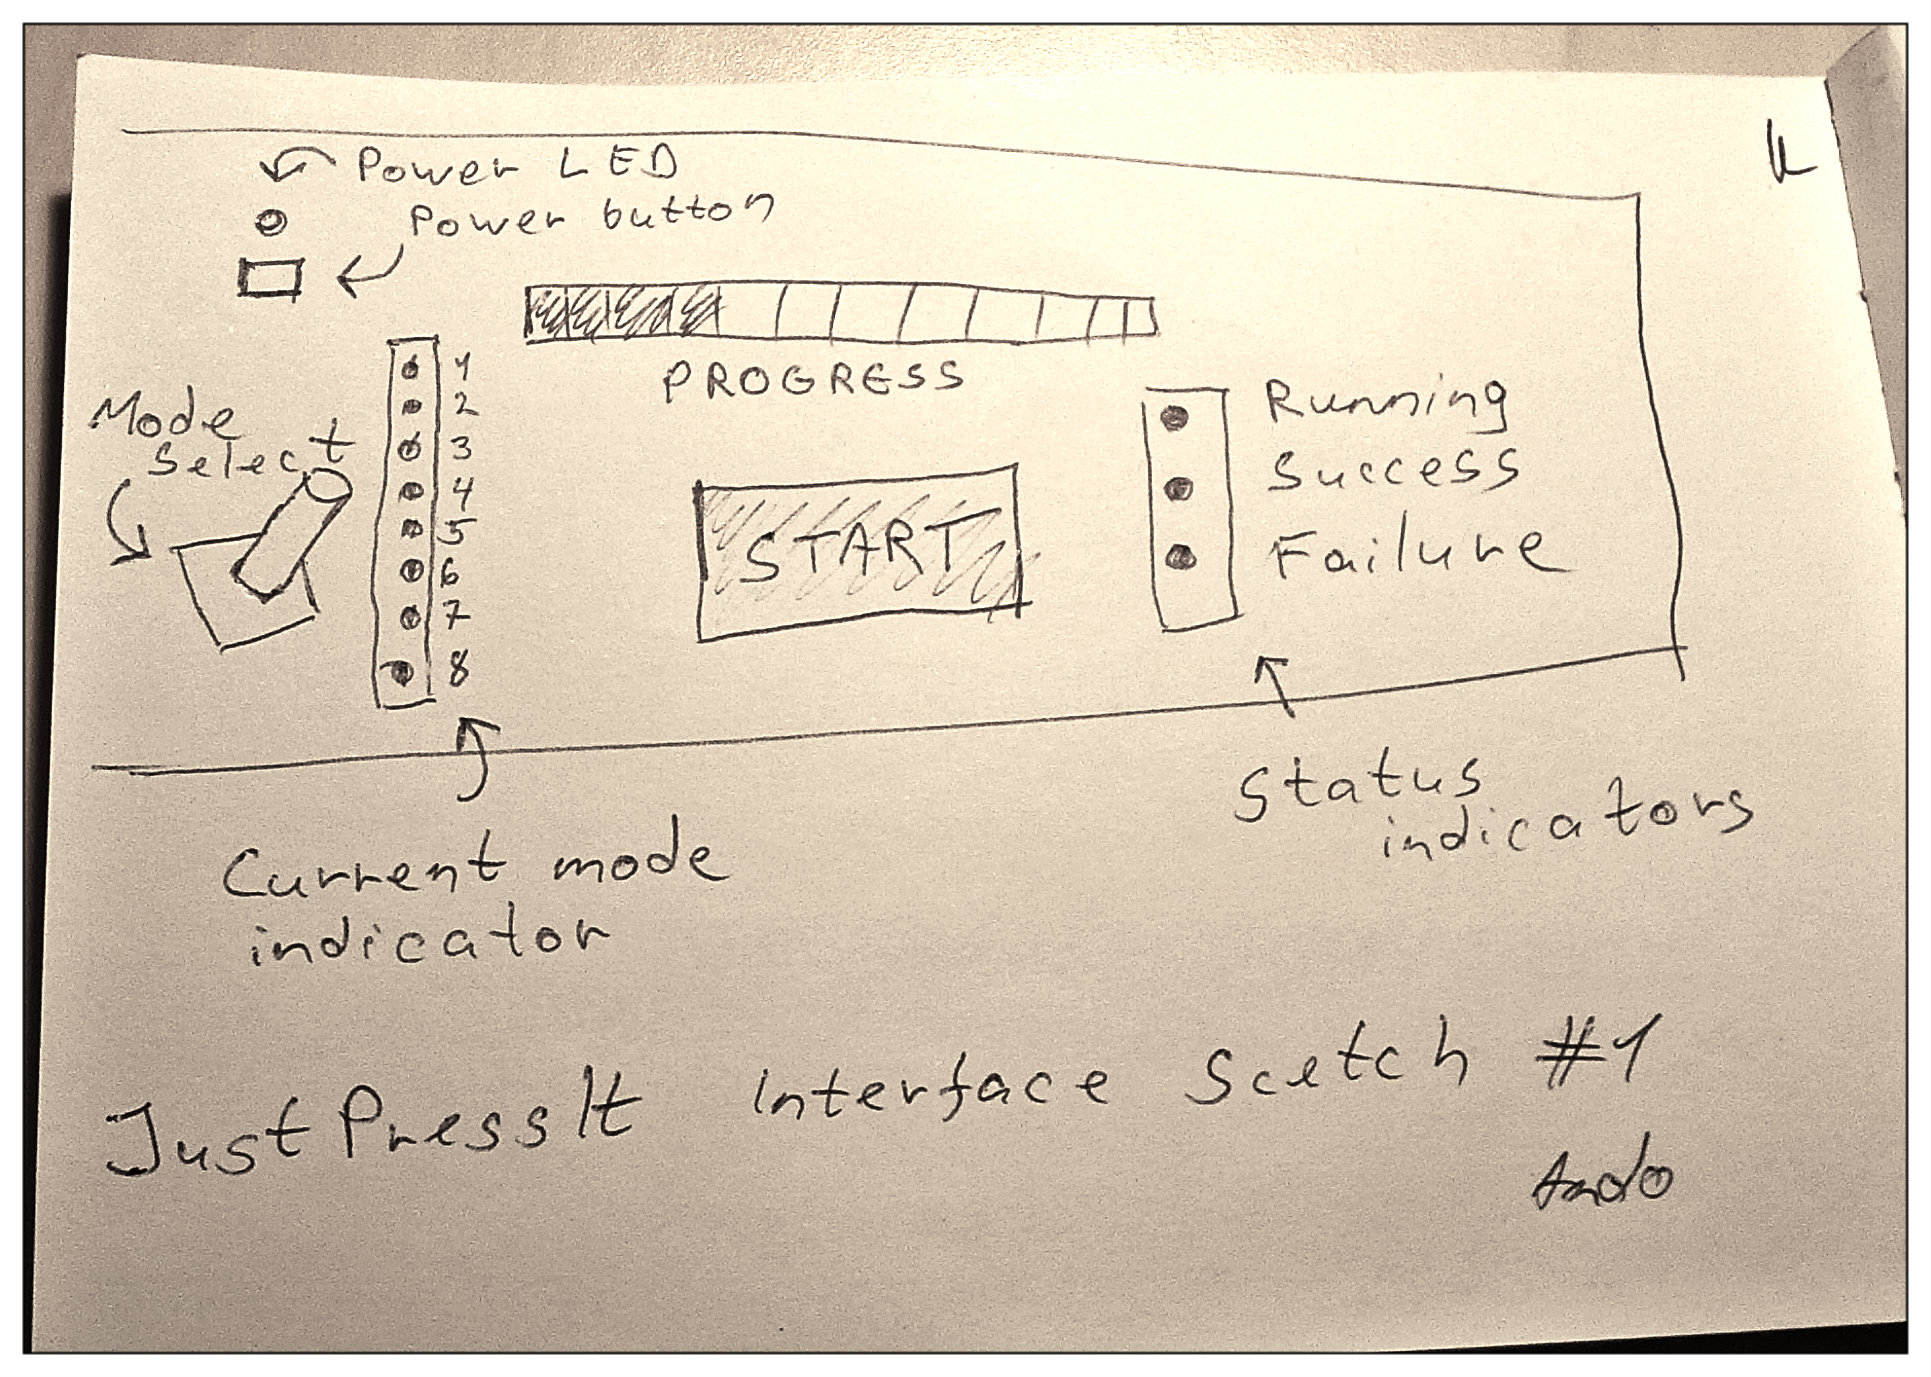 Power LED
Power button
PROGRESS
Mode
Select
1
2
3
4
5
6
7
8
START
Running
Success
Failure
Status
indicators
Current mode
indicator
JustPressIt Interface Scetch #1
Ando